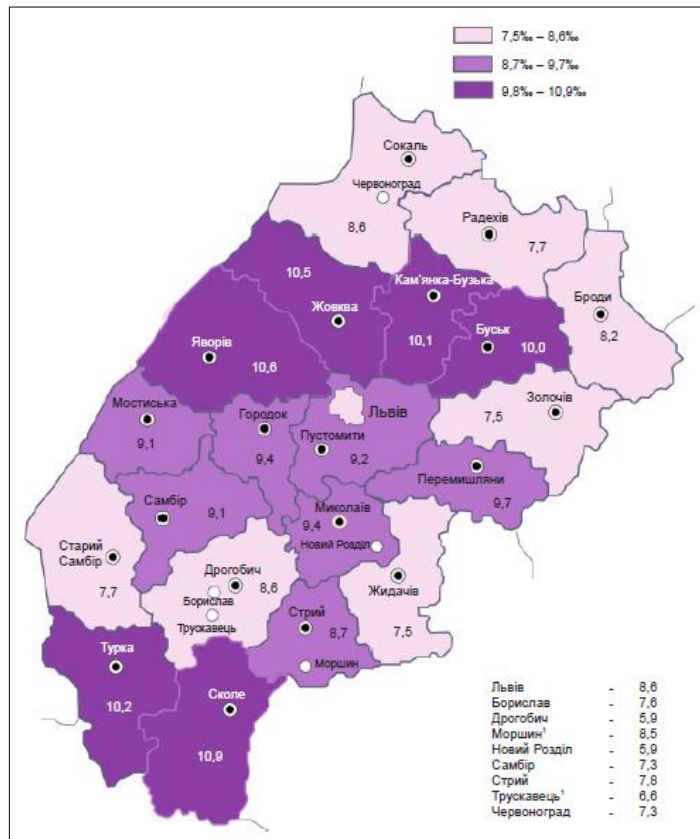 7,5‰ – 8,6‰
8,7‰ – 9,7‰
9,8‰ – 10,9‰
Сокаль
Червоноград
8,6
Радехів
7,7
10,5
Жовква
Кам'янка-Бузька
10,1
Буськ
10,0
Броди
8,2
Яворів
10,6
Мостиська
9,1
Городок
9,4
Львів
Пустомити
9,2
7,5
Золочів
Перемишляни
9,7
Самбір
9,1
Миколаїв
9,4
Новий Розділ
Старий
Самбір
7,7
Дрогобич
8,6
Борислав
Трускавець
Стрий
8,7
Моршин
Жидачів
7,5
Турка
10,2
Сколе
10,9
Львів - 8,6
Борислав - 7,6
Дрогобич - 5,9
Моршин¹ - 8,5
Новий Розділ - 5,9
Самбір - 7,3
Стрий - 7,8
Трускавець¹ - 6,6
Червоноград - 7,3